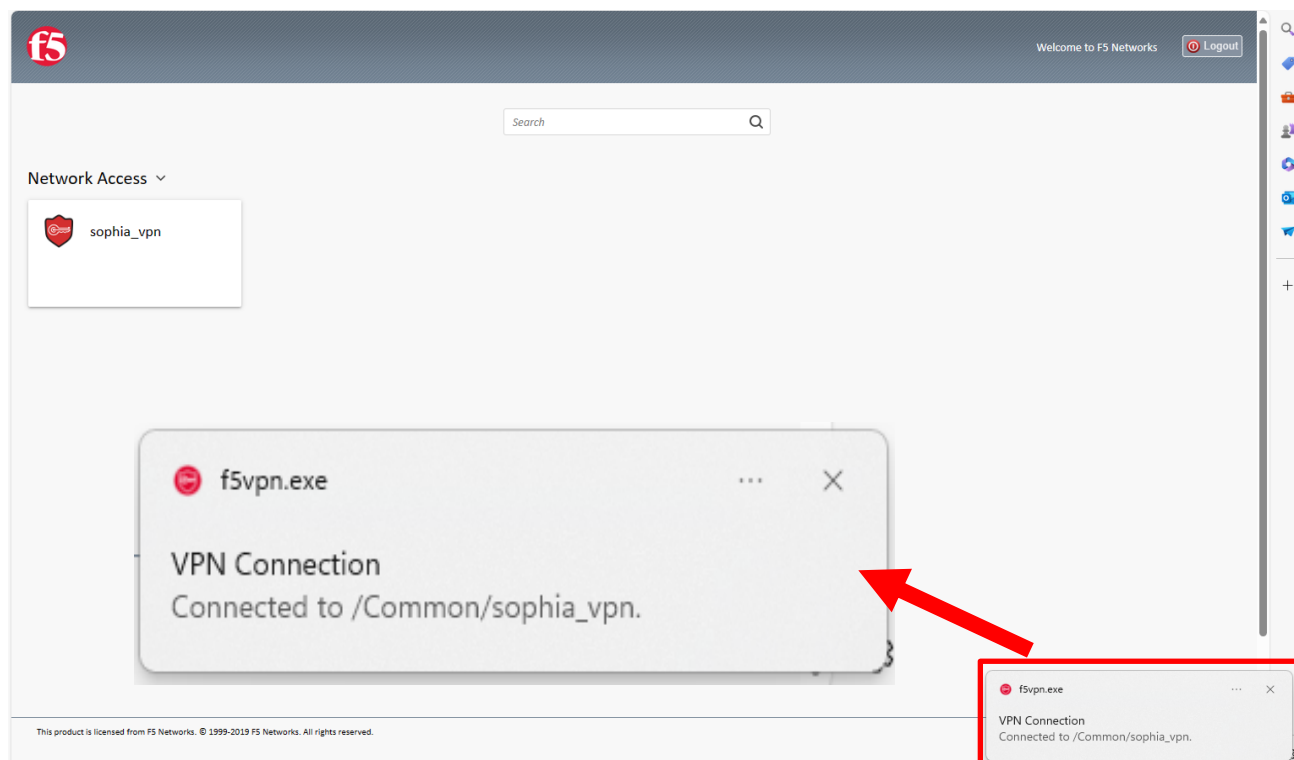 f5
Welcome to F5 Networks
Logout
Search
Network Access
sophia_vpn
f5vpn.exe
VPN Connection
Connected to /Common/sophia_vpn.
f5vpn.exe
VPN Connection
Connected to /Common/sophia_vpn.
This product is licensed from F5 Networks. © 1999-2019 F5 Networks. All rights reserved.